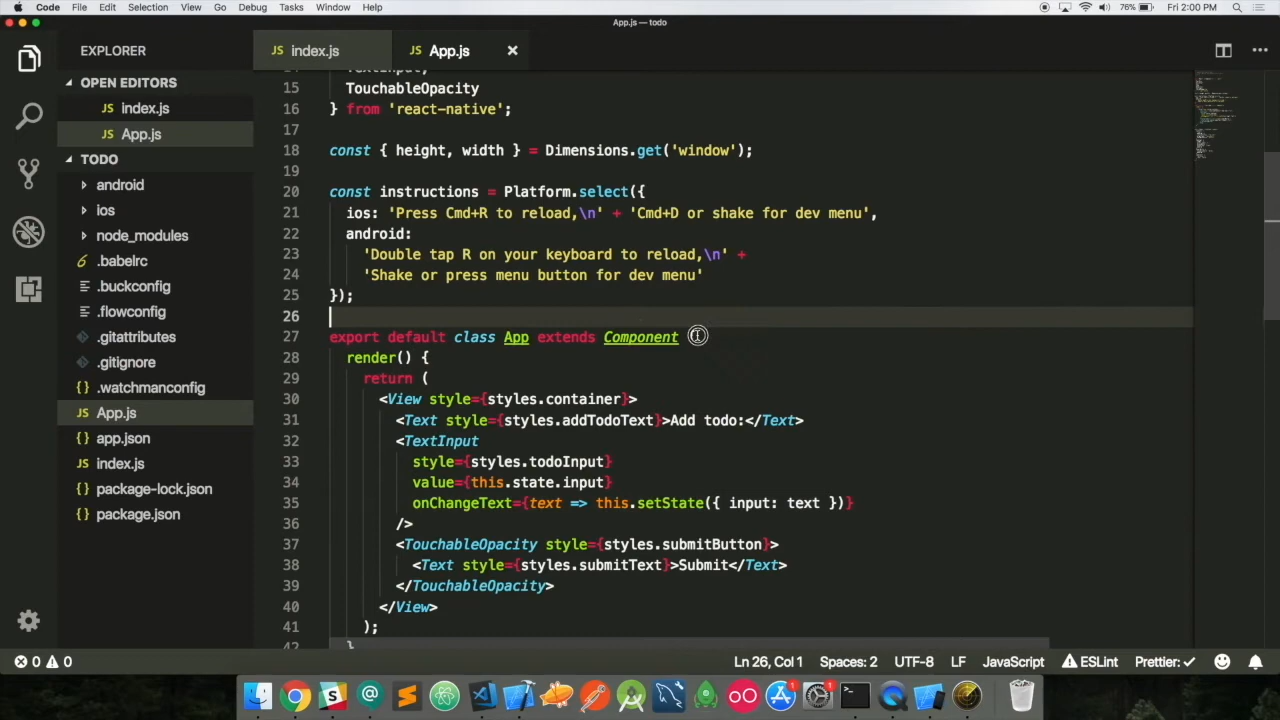 Code File Edit Selection View Go Debug Tasks Window Help 76% Fri 2:00 PM
App.js — todo
EXPLORER
OPEN EDITORS
index.js
App.js
TODO
android
ios
node_modules
.babelrc
.buckconfig
.flowconfig
.gitattributes
.gitignore
.watchmanconfig
App.js
app.json
index.js
package-lock.json
package.json
index.js App.js
TextInput,
15 TouchableOpacity
16 } from 'react-native';
17
18 const { height, width } = Dimensions.get('window');
19
20 const instructions = Platform.select({
21 ios: 'Press Cmd+R to reload,\n' + 'Cmd+D or shake for dev menu',
22 android:
23 'Double tap R on your keyboard to reload,\n' +
24 'Shake or press menu button for dev menu'
25 });
26
27 export default class App extends Component
28 render() {
29 return (
30 <View style={styles.container}>
31 <Text style={styles.addTodoText}>Add todo:</Text>
32 <TextInput
33 style={styles.todoInput}
34 value={this.state.input}
35 onChangeText={text => this.setState({ input: text })}
36 />
37 <TouchableOpacity style={styles.submitButton}>
38 <Text style={styles.submitText}>Submit</Text>
39 </TouchableOpacity>
40 </View>
41 );
42 }
0 0 Ln 26, Col 1 Spaces: 2 UTF-8 LF JavaScript ESLint Prettier: ✓